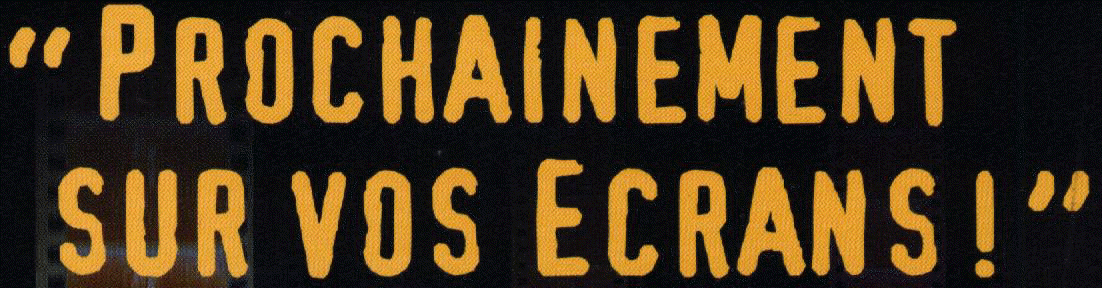 “PROCHAINEMENT
SUR VOS ECRANS !”